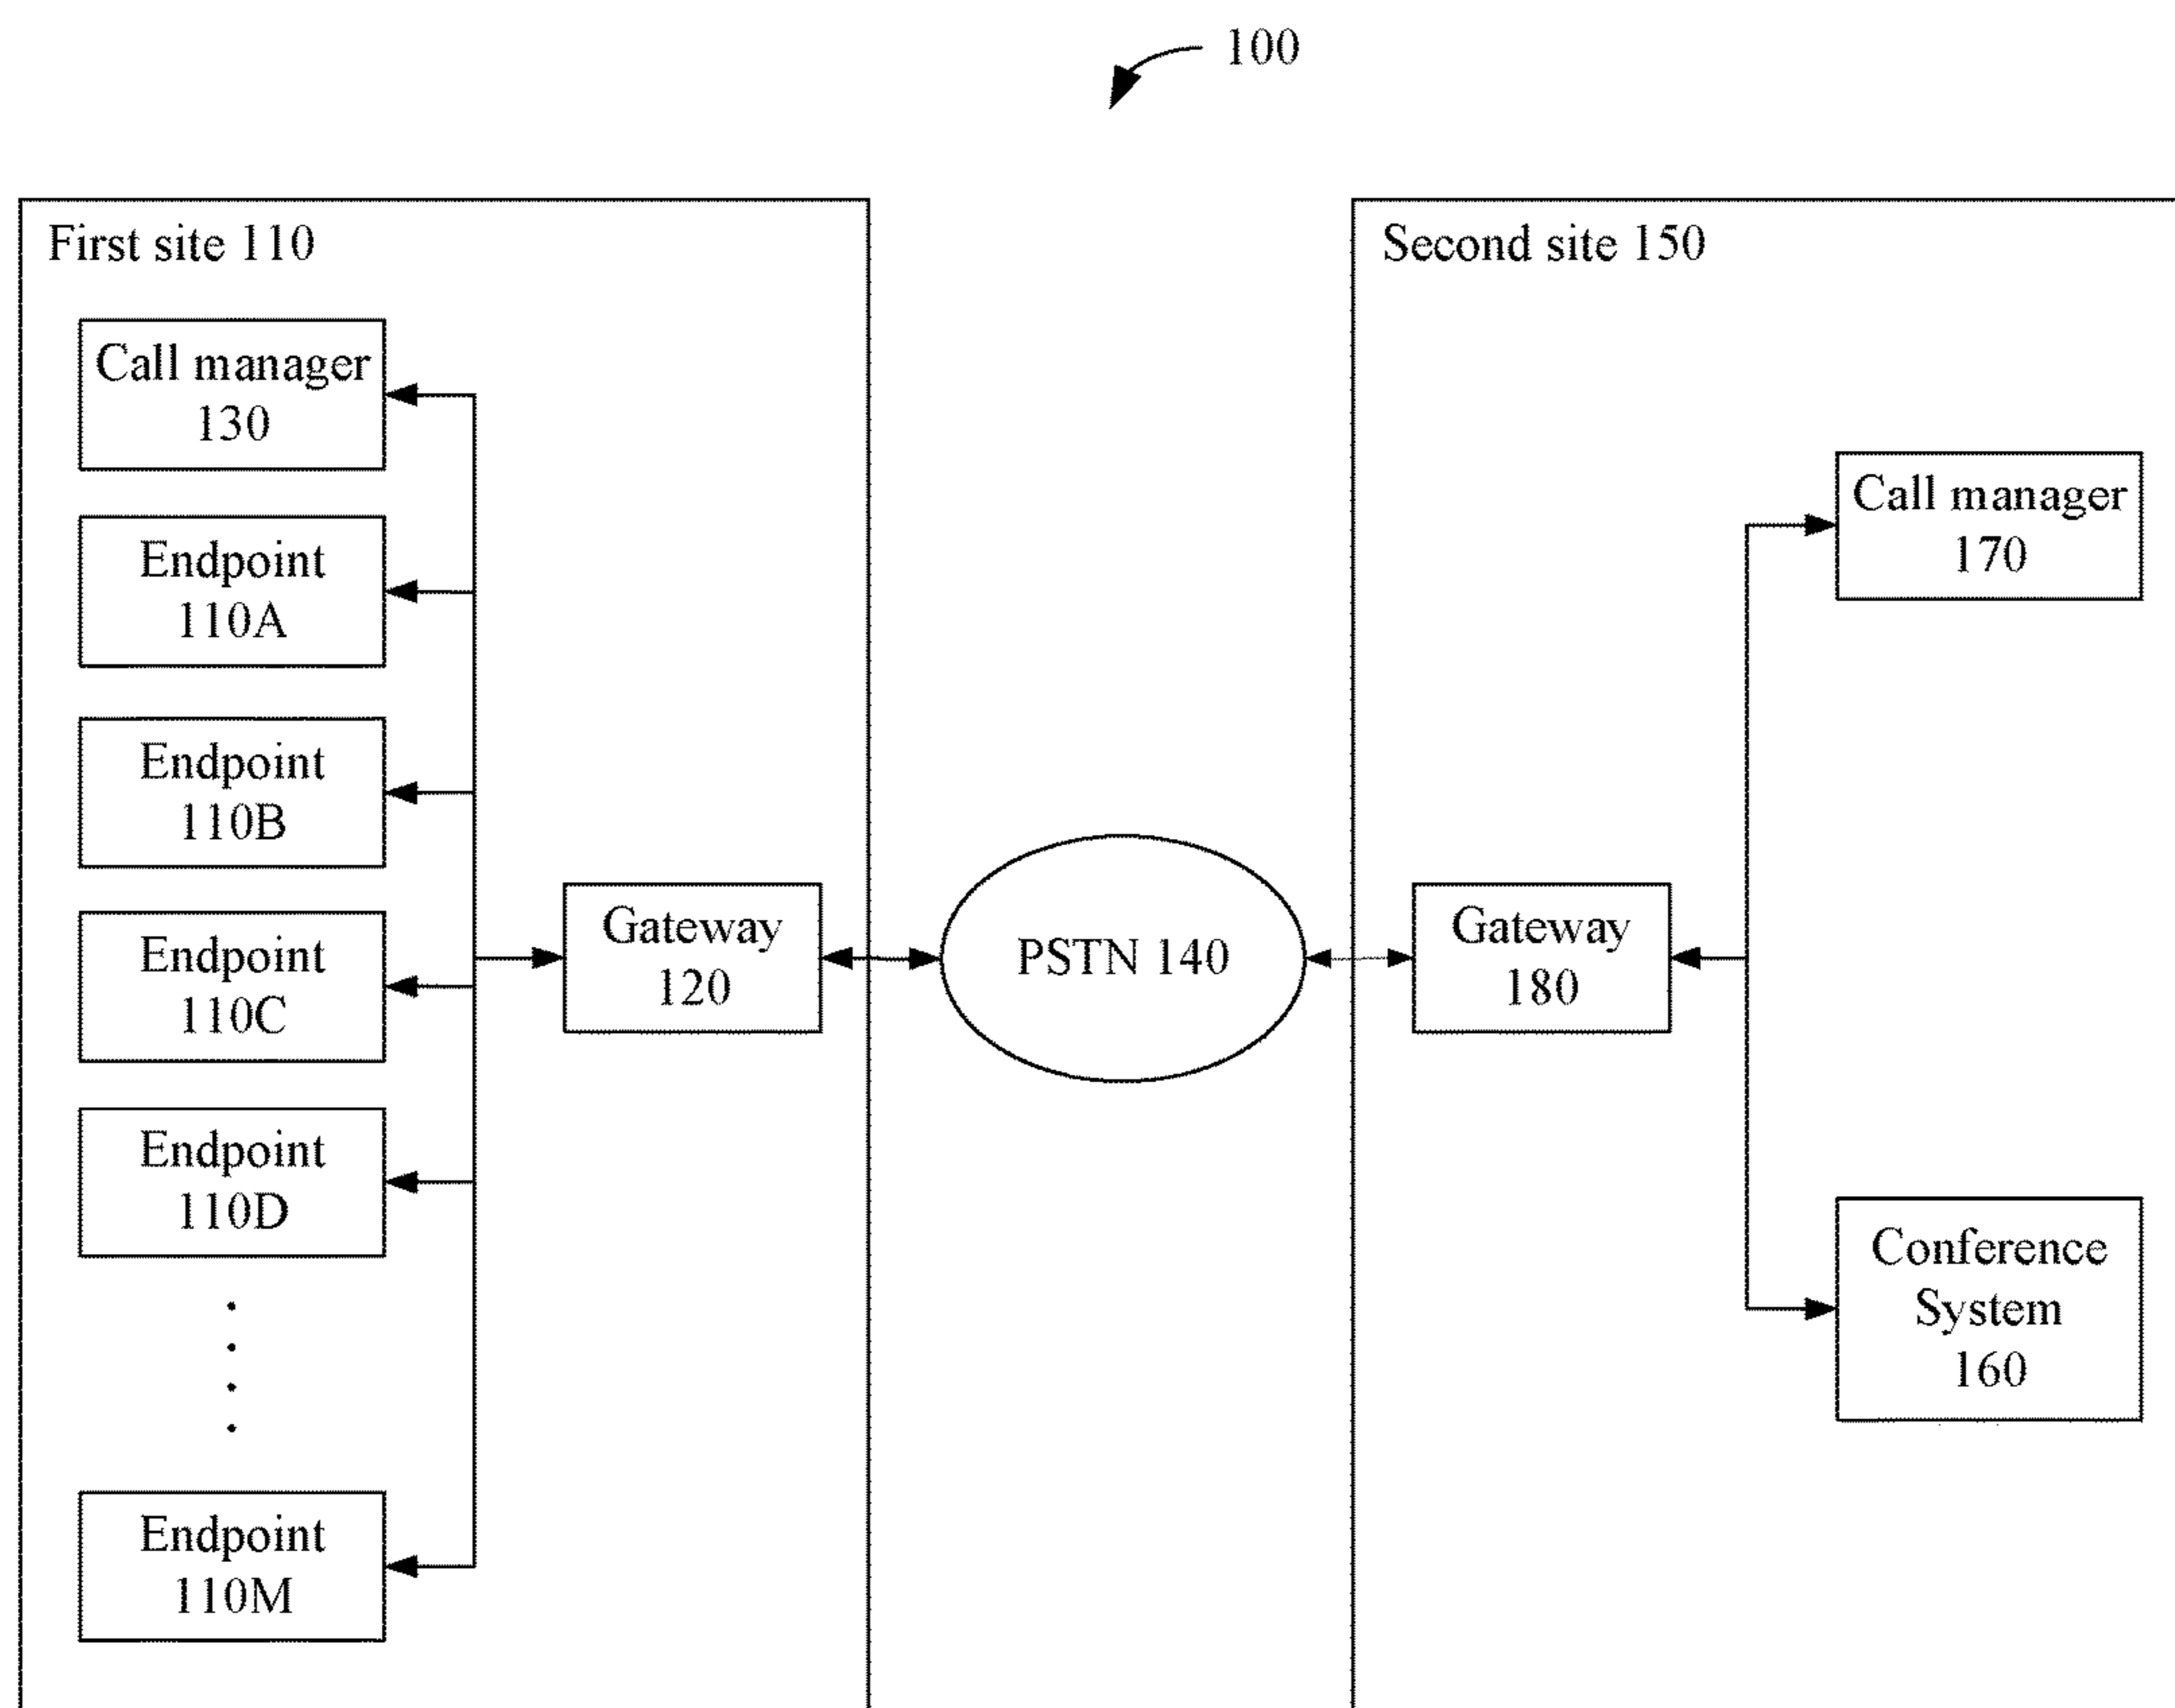 100
First site 110
Call manager
130
Endpoint
110A
Endpoint
110B
Endpoint
110C
Endpoint
110D
Endpoint
110M
Gateway
120
PSTN 140
Second site 150
Gateway
180
Call manager
170
Conference
System
160